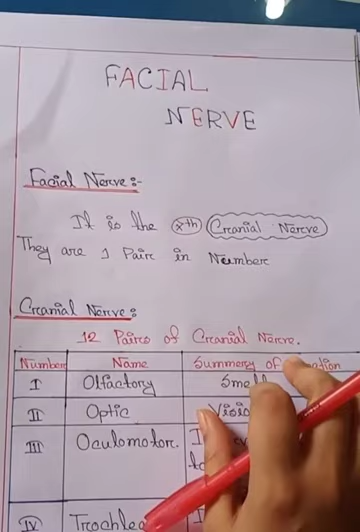 FACIAL
NERVE
Facial Nerve:-
It is the xth Cranial Nerve
They are 1 Pair in Number
Cranial Nerve:
12 Pairs of Cranial Nerve.
Number Name Summery of
I Olfactory Smell
II Optic
III Oculomotor. I
IV I